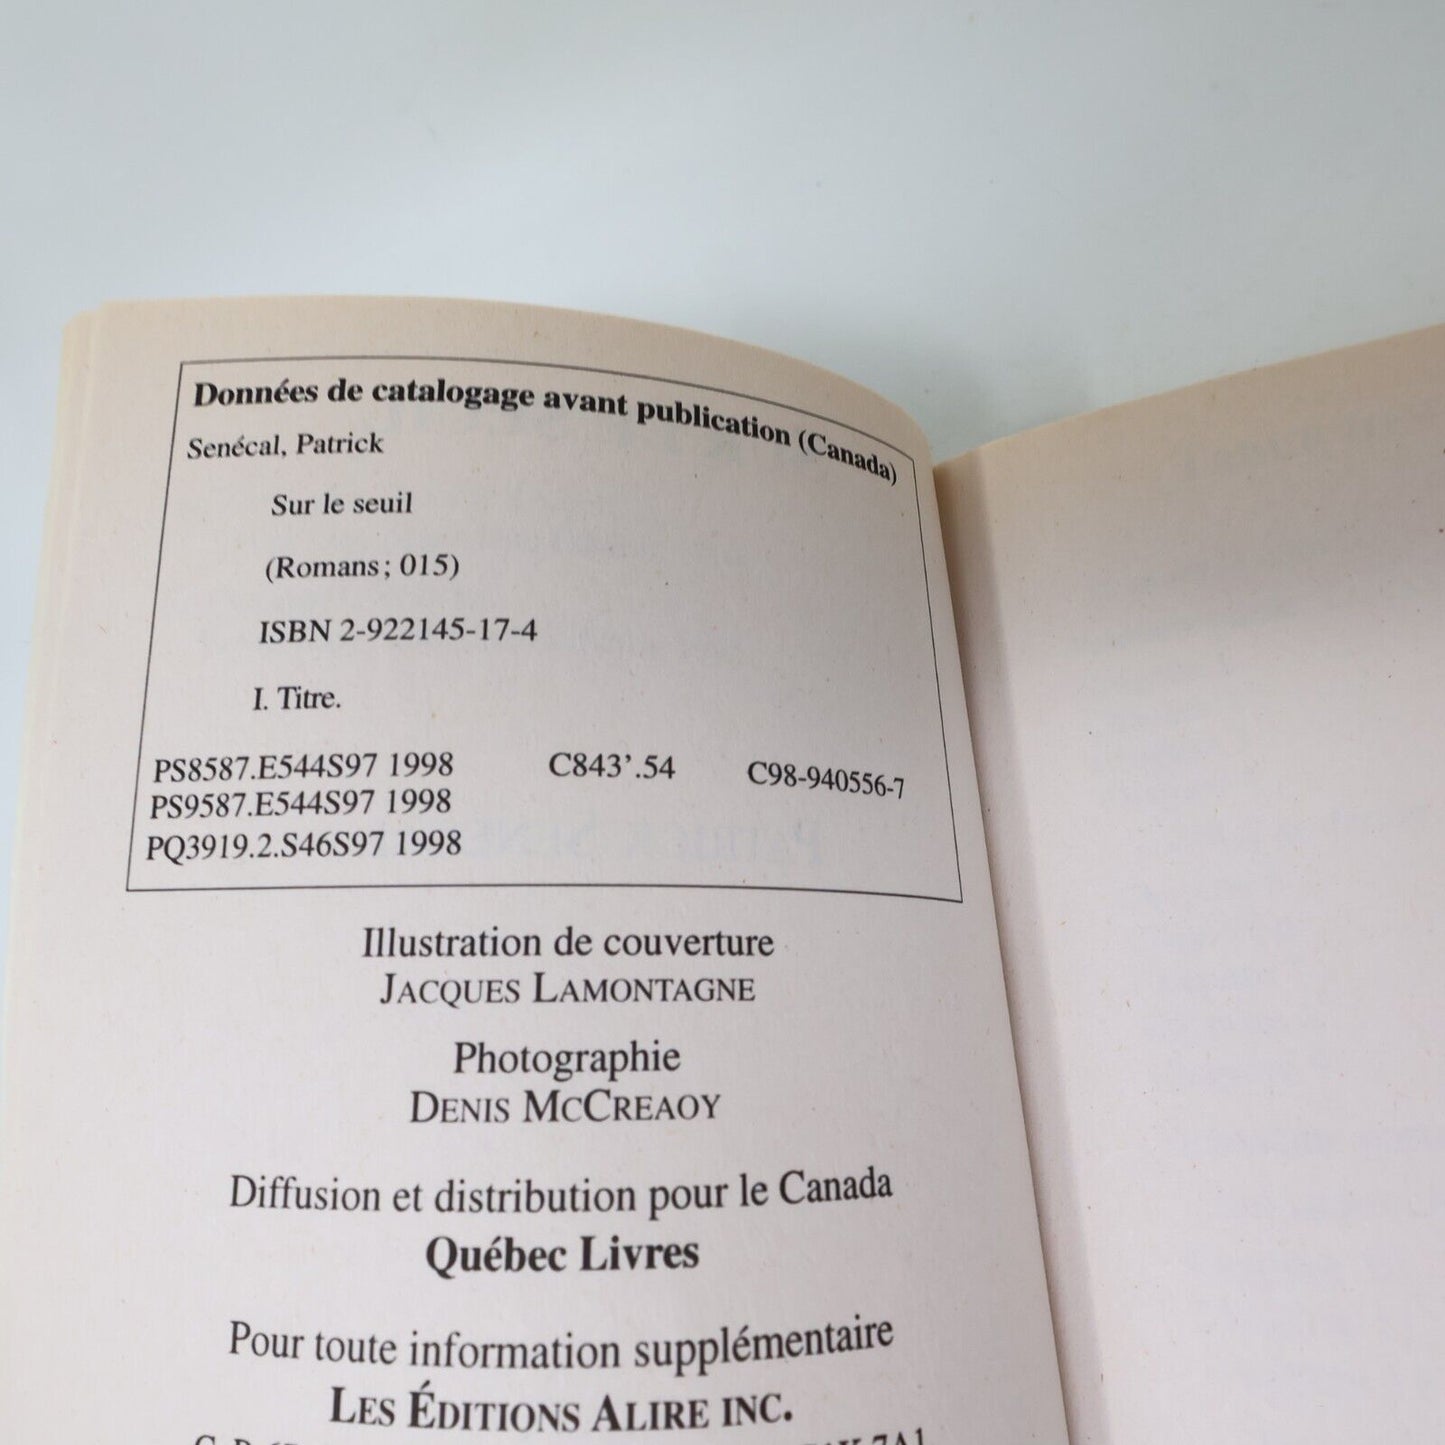 Données de catalogage avant publication (Canada)
Senécal, Patrick
Sur le seuil
(Romans ; 015)
ISBN 2-922145-17-4
I. Titre.
PS8587.E544S97 1998 C843’.54 C98-940556-7
PS9587.E544S97 1998
PQ3919.2.S46S97 1998
Illustration de couverture
JACQUES LAMONTAGNE
Photographie
DENIS MCCREAOY
Diffusion et distribution pour le Canada
Québec Livres
Pour toute information supplémentaire
LES ÉDITIONS ALIRE INC.
7A1